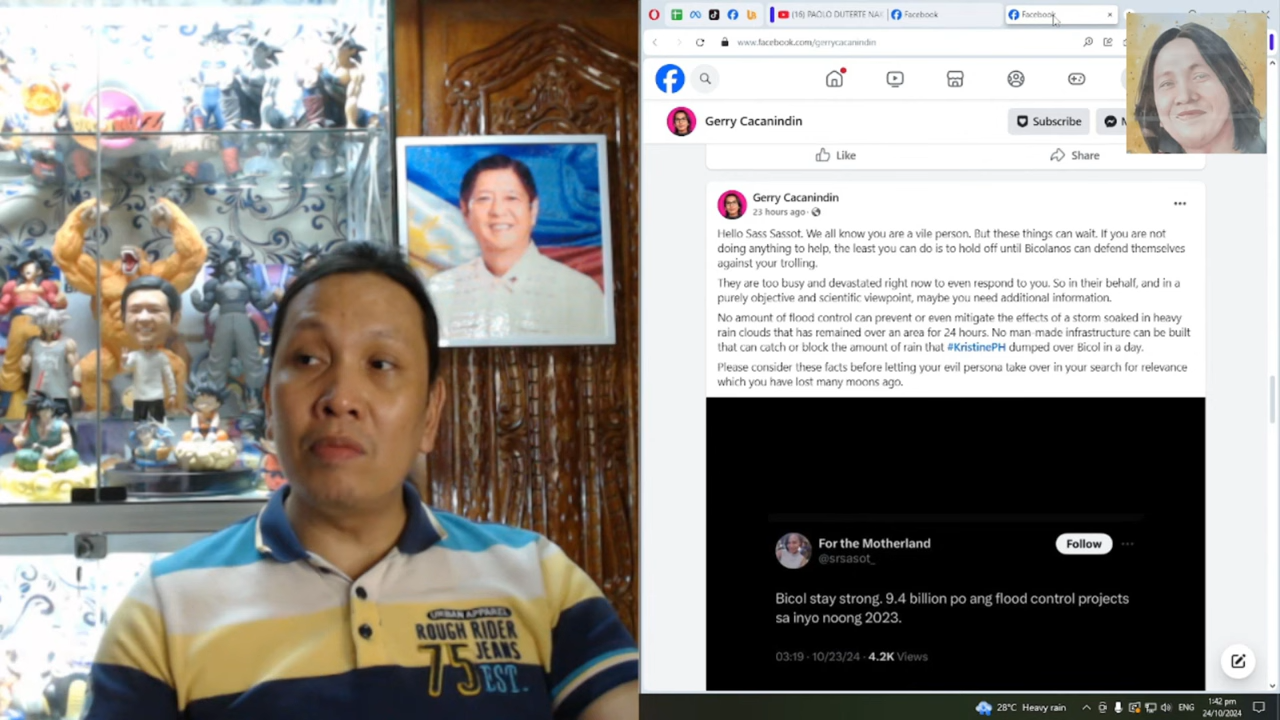 (16) PAOLO DUTERTE NAK
Facebook
Facebook
www.facebook.com/gerrycacanindin
Gerry Cacanindin
Subscribe
Like
Share
Gerry Cacanindin
23 hours ago
Hello Sass Sassot. We all know you are a vile person. But these things can wait. If you are not
doing anything to help, the least you can do is to hold off until Bicolanos can defend themselves
against your trolling.
They are too busy and devastated right now to even respond to you. So in their behalf, and in a
purely objective and scientific viewpoint, maybe you need additional information.
No amount of flood control can prevent or even mitigate the effects of a storm soaked in heavy
rain clouds that has remained over an area for 24 hours. No man-made infrastructure can be built
that can catch or block the amount of rain that #KristinePH dumped over Bicol in a day.
Please consider these facts before letting your evil persona take over in your search for relevance
which you have lost many moons ago.
For the Motherland
Follow
@srsasot_
Bicol stay strong. 9.4 billion po ang flood control projects
sa inyo noong 2023.
03:19 · 10/23/24 · 4.2K Views
URBAN APPAREL
ROUGH RIDER
75 JEANS
EST.
28°C Heavy rain
ENG
1:42 pm
24/10/2024